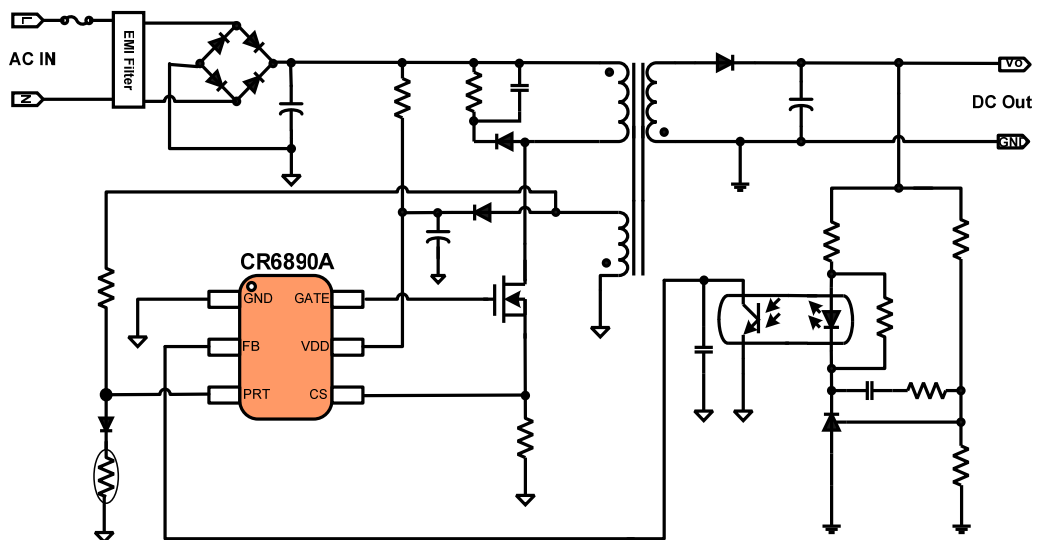 L
AC IN
N
EMI Filter
VO
DC Out
GND
CR6890A
GND
GATE
FB
VDD
PRT
CS